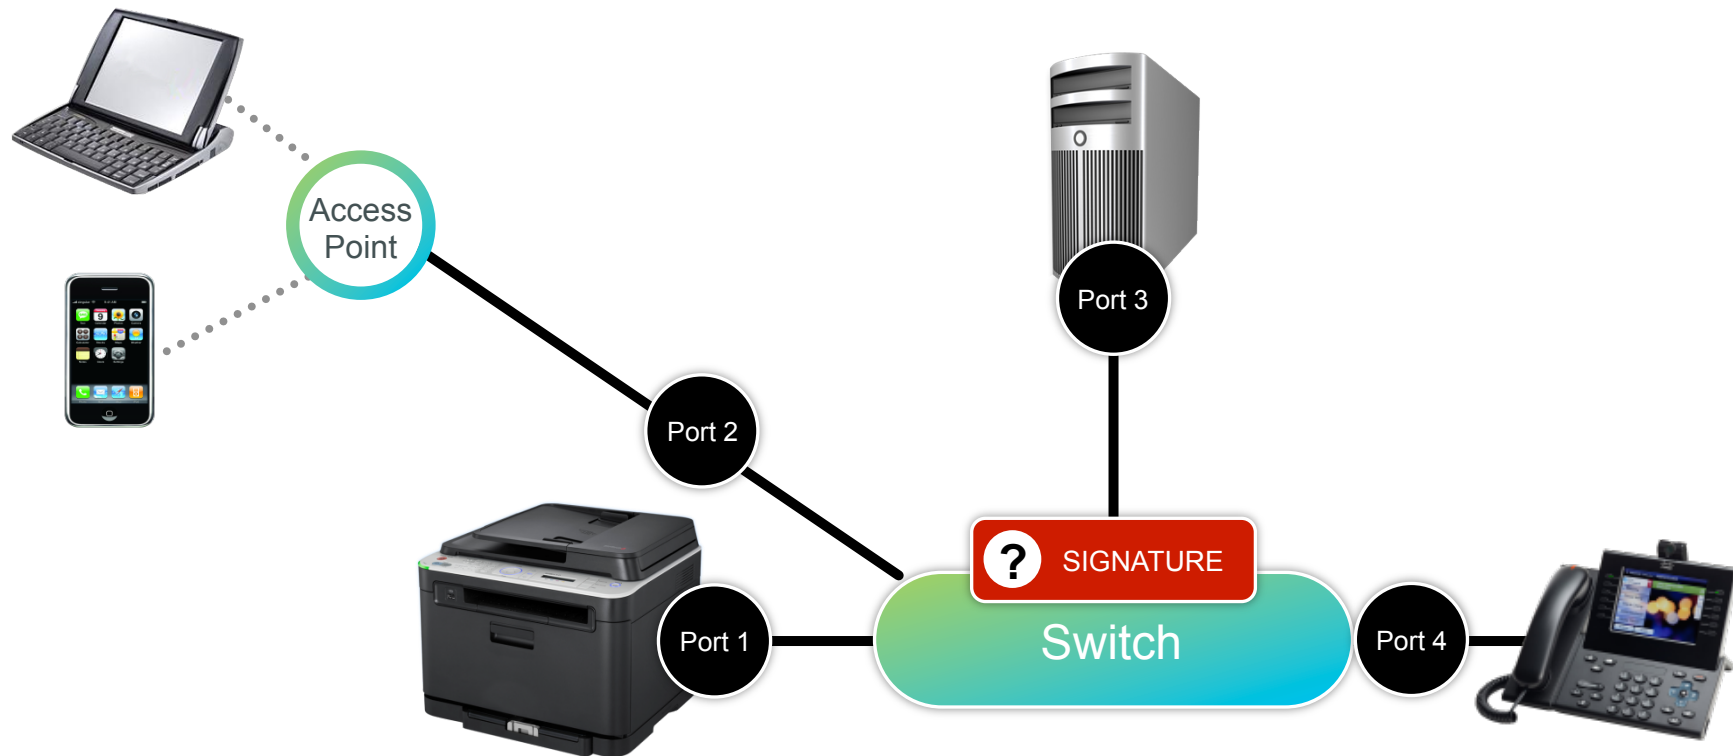 Access
Point
Port 3
Port 2
? SIGNATURE
Port 1
Switch
Port 4